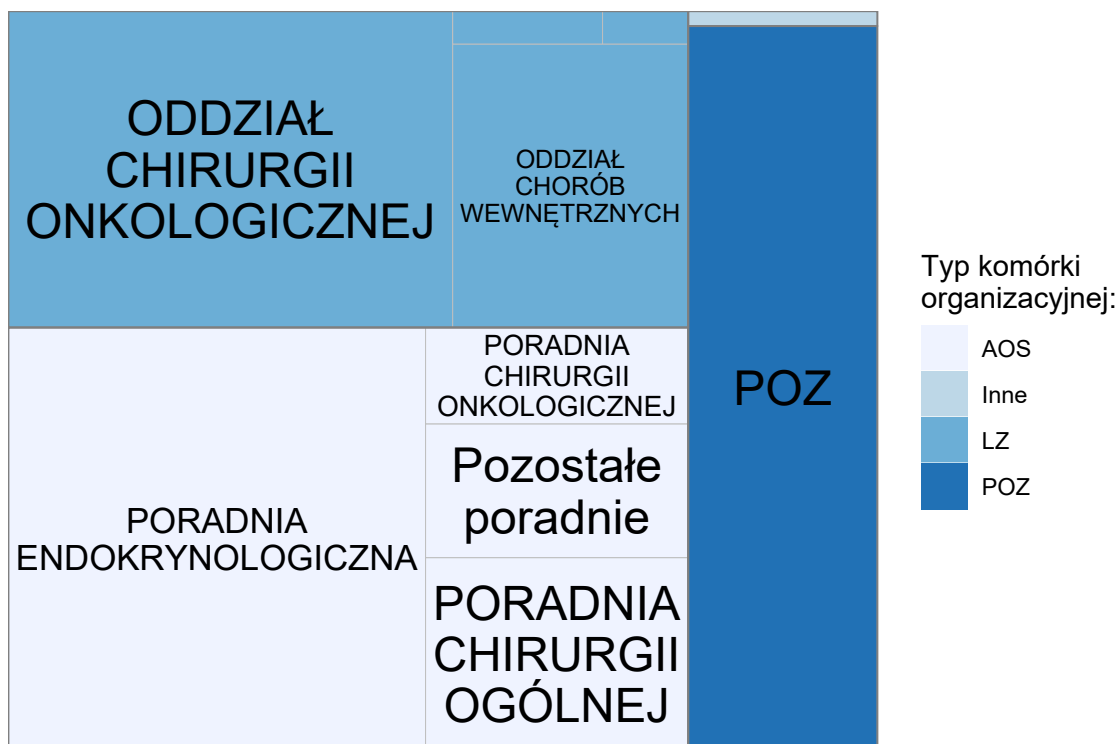 ODDZIAŁ
CHIRURGII
ONKOLOGICZNEJ
ODDZIAŁ
CHORÓB
WEWNĘTRZNYCH
PORADNIA
ENDOKRYNOLOGICZNA
PORADNIA
CHIRURGII
ONKOLOGICZNEJ
Pozostałe
poradnie
PORADNIA
CHIRURGII
OGÓLNEJ
POZ
Typ komórki
organizacyjnej:
AOS
Inne
LZ
POZ